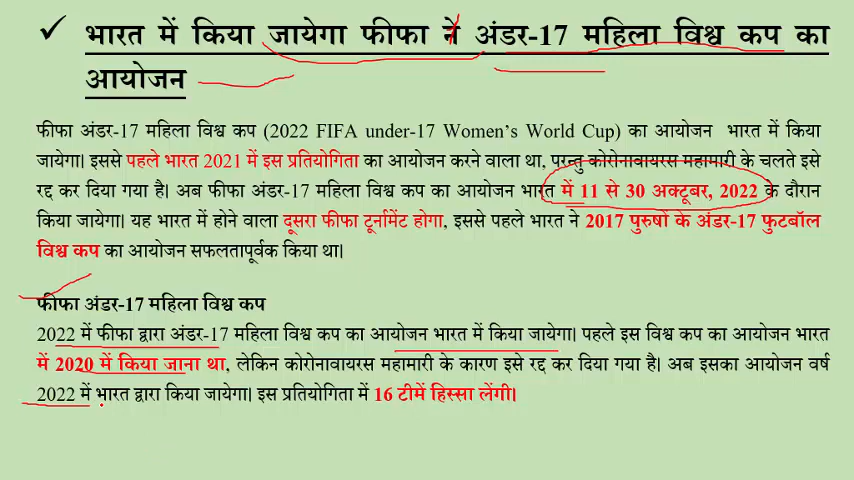 ✓ भारत में किया जायेगा फीफा ने अंडर-17 महिला विश्व कप का
आयोजन
फीफा अंडर-17 महिला विश्व कप (2022 FIFA under-17 Women's World Cup) का आयोजन भारत में किया
जायेगा। इससे पहले भारत 2021 में इस प्रतियोगिता का आयोजन करने वाला था, परन्तु कोरोनावायरस महामारी के चलते इसे
रद्द कर दिया गया है। अब फीफा अंडर-17 महिला विश्व कप का आयोजन भारत में 11 से 30 अक्टूबर, 2022 के दौरान
किया जायेगा। यह भारत में होने वाला दूसरा फीफा टूर्नामेंट होगा, इससे पहले भारत ने 2017 पुरुषों के अंडर-17 फुटबॉल
विश्व कप का आयोजन सफलतापूर्वक किया था।
फीफा अंडर-17 महिला विश्व कप
2022 में फीफा द्वारा अंडर-17 महिला विश्व कप का आयोजन भारत में किया जायेगा। पहले इस विश्व कप का आयोजन भारत
में 2020 में किया जाना था, लेकिन कोरोनावायरस महामारी के कारण इसे रद्द कर दिया गया है। अब इसका आयोजन वर्ष
2022 में भारत द्वारा किया जायेगा। इस प्रतियोगिता में 16 टीमें हिस्सा लेंगी।